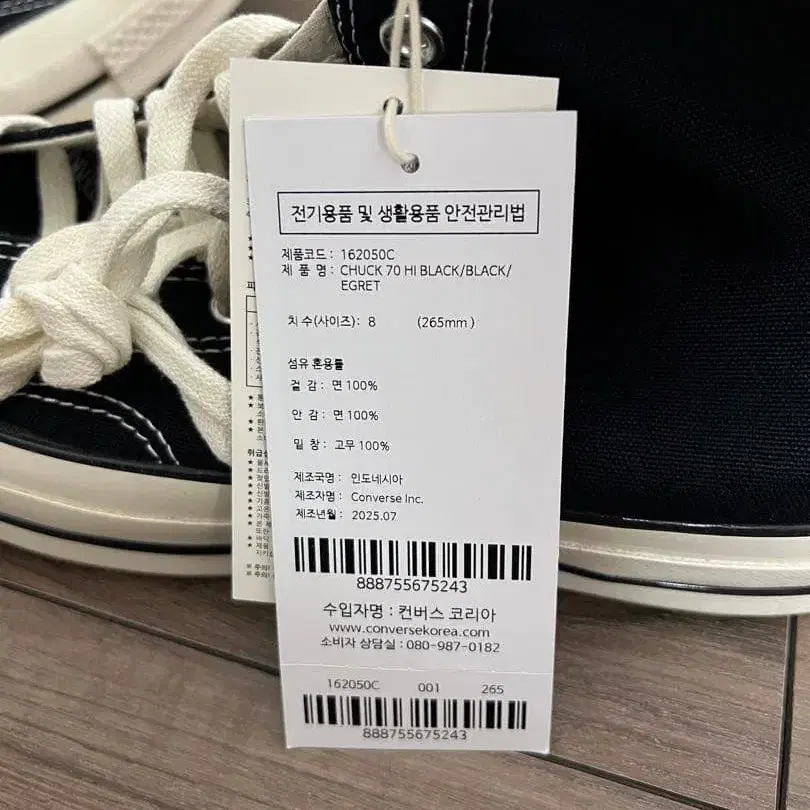 전기용품 및 생활용품 안전관리법
제품코드 : 162050C
제 품 명 : CHUCK 70 HI BLACK/BLACK/
EGRET
치 수(사이즈) : 8 (265mm)
섬유 혼용률
겉 감 : 면 100%
안 감 : 면 100%
밑 창 : 고무 100%
제조국명 : 인도네시아
제조자명 : Converse Inc.
제조년월 : 2025.07
888755675243
수입자명 : 컨버스 코리아
www.conversekorea.com
소비자 상담실 : 080-987-0182
162050C 001 265
888755675243